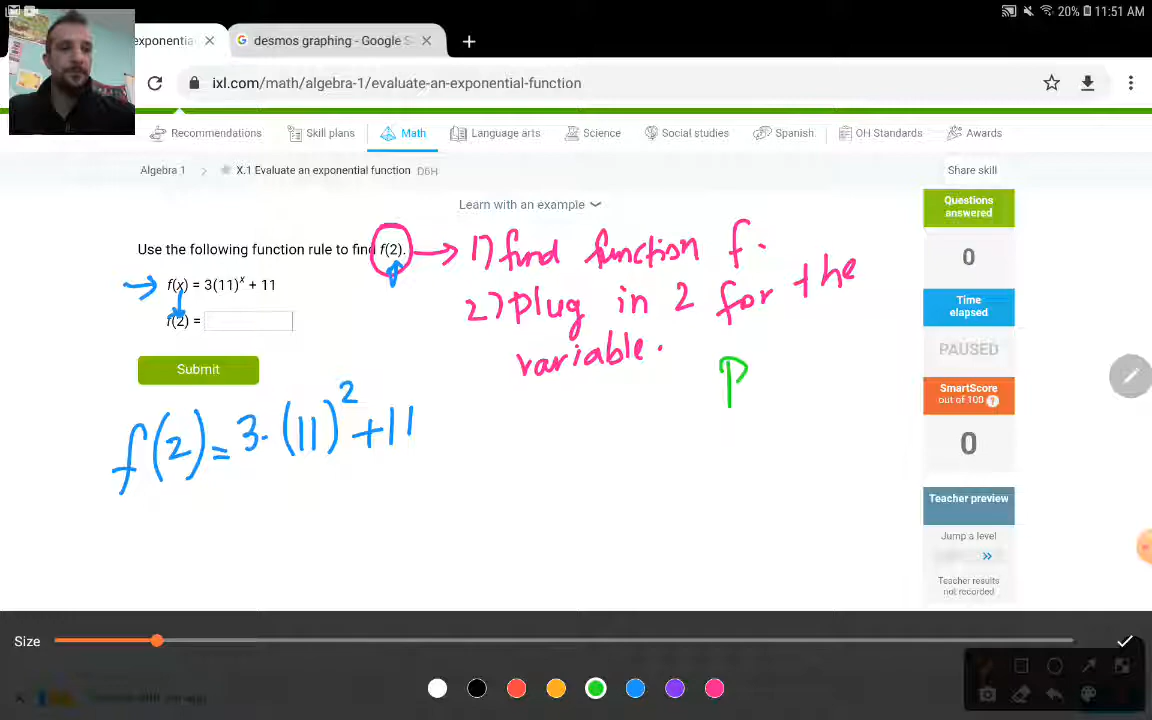 20% 11:51 AM
exponentia
desmos graphing - Google S
ixl.com/math/algebra-1/evaluate-an-exponential-function
Recommendations Skill plans Math Language arts Science Social studies Spanish OH Standards Awards
Algebra 1 X.1 Evaluate an exponential function D6H
Share skill
Learn with an example
Questions answered
0
Time elapsed
PAUSED
SmartScore out of 100 ?
0
Teacher preview
Jump a level
Teacher results not recorded
Use the following function rule to find f(2).
f(x) = 3(11)^x + 11
f(2) =
Submit
1) find function f.
2) plug in 2 for the
variable.
P
f(2) = 3·(11)^2 + 11
Size